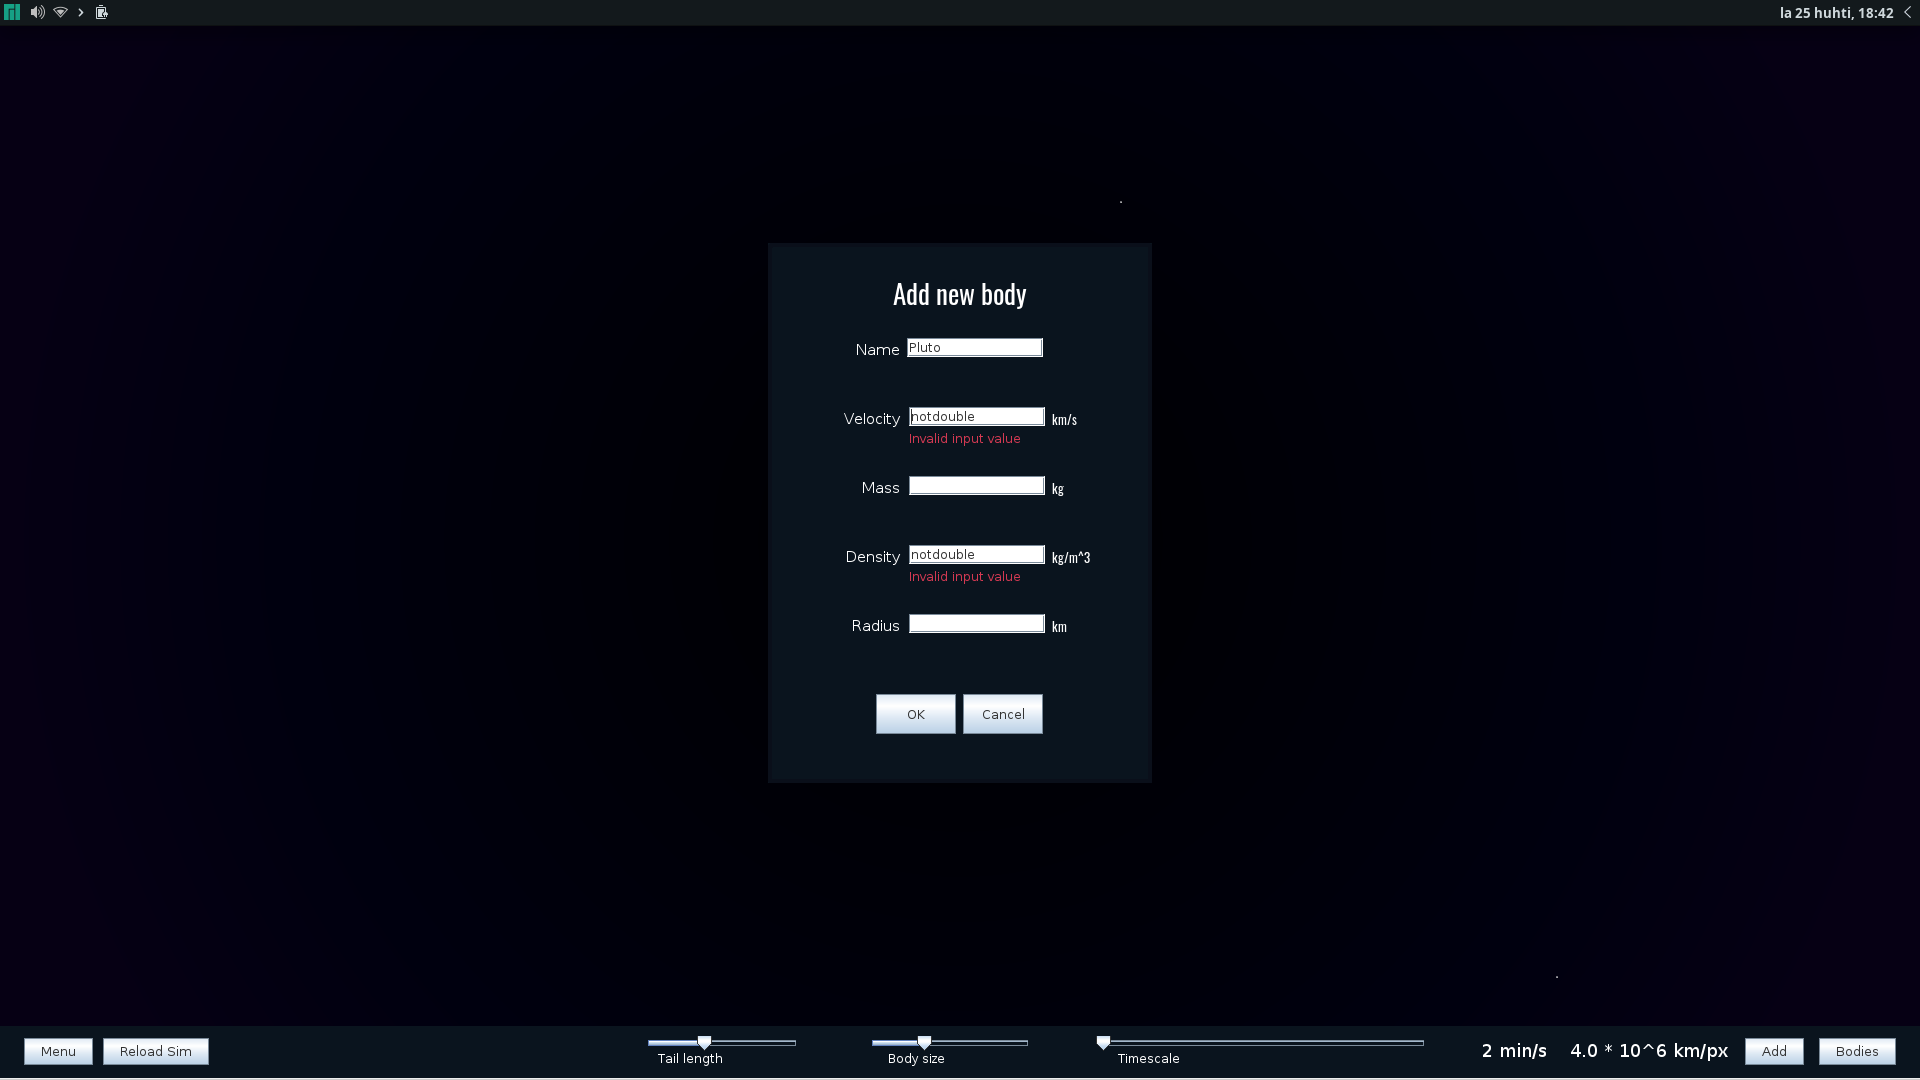 la 25 huhti, 18:42
Add new body
Name Pluto
Velocity notdouble km/s
Invalid input value
Mass kg
Density notdouble kg/m^3
Invalid input value
Radius km
OK Cancel
Menu Reload Sim Tail length Body size Timescale 2 min/s 4.0 * 10^6 km/px Add Bodies